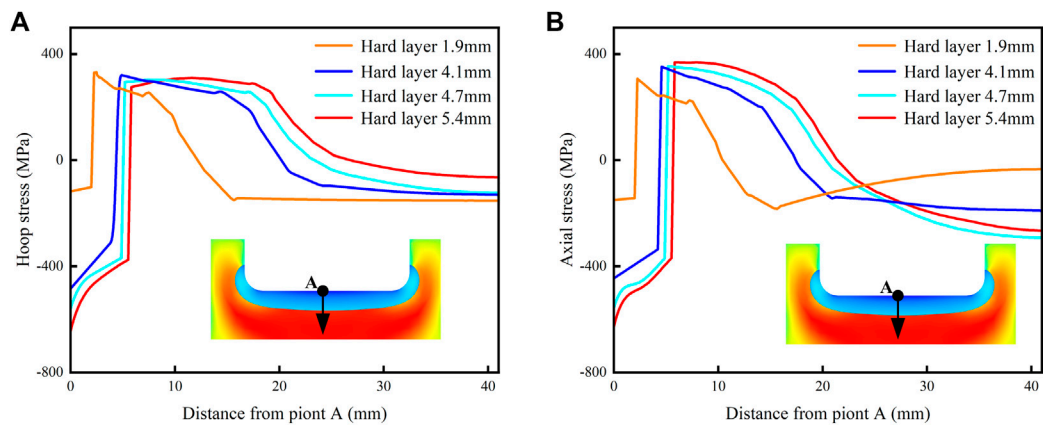 A
400
0
-400
-800
Hoop stress (MPa)
Hard layer 1.9mm
Hard layer 4.1mm
Hard layer 4.7mm
Hard layer 5.4mm
A
0
10
20
30
40
Distance from piont A (mm)
B
400
0
-400
-800
Axial stress (MPa)
Hard layer 1.9mm
Hard layer 4.1mm
Hard layer 4.7mm
Hard layer 5.4mm
A
0
10
20
30
40
Distance from piont A (mm)